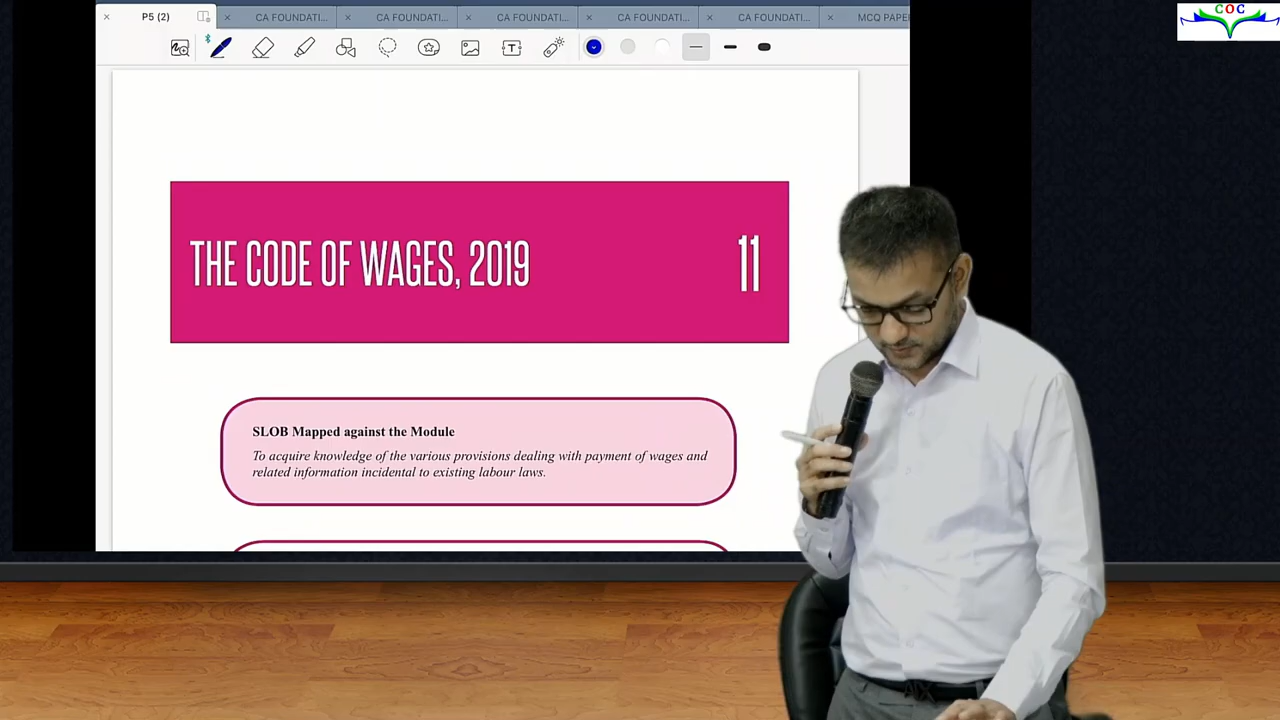 COC
P5 (2)
CA FOUNDATI...
CA FOUNDATI...
CA FOUNDATI...
CA FOUNDATI...
CA FOUNDATI...
MCQ PAPER
T
THE CODE OF WAGES, 2019
11
SLOB Mapped against the Module
To acquire knowledge of the various provisions dealing with payment of wages and
related information incidental to existing labour laws.